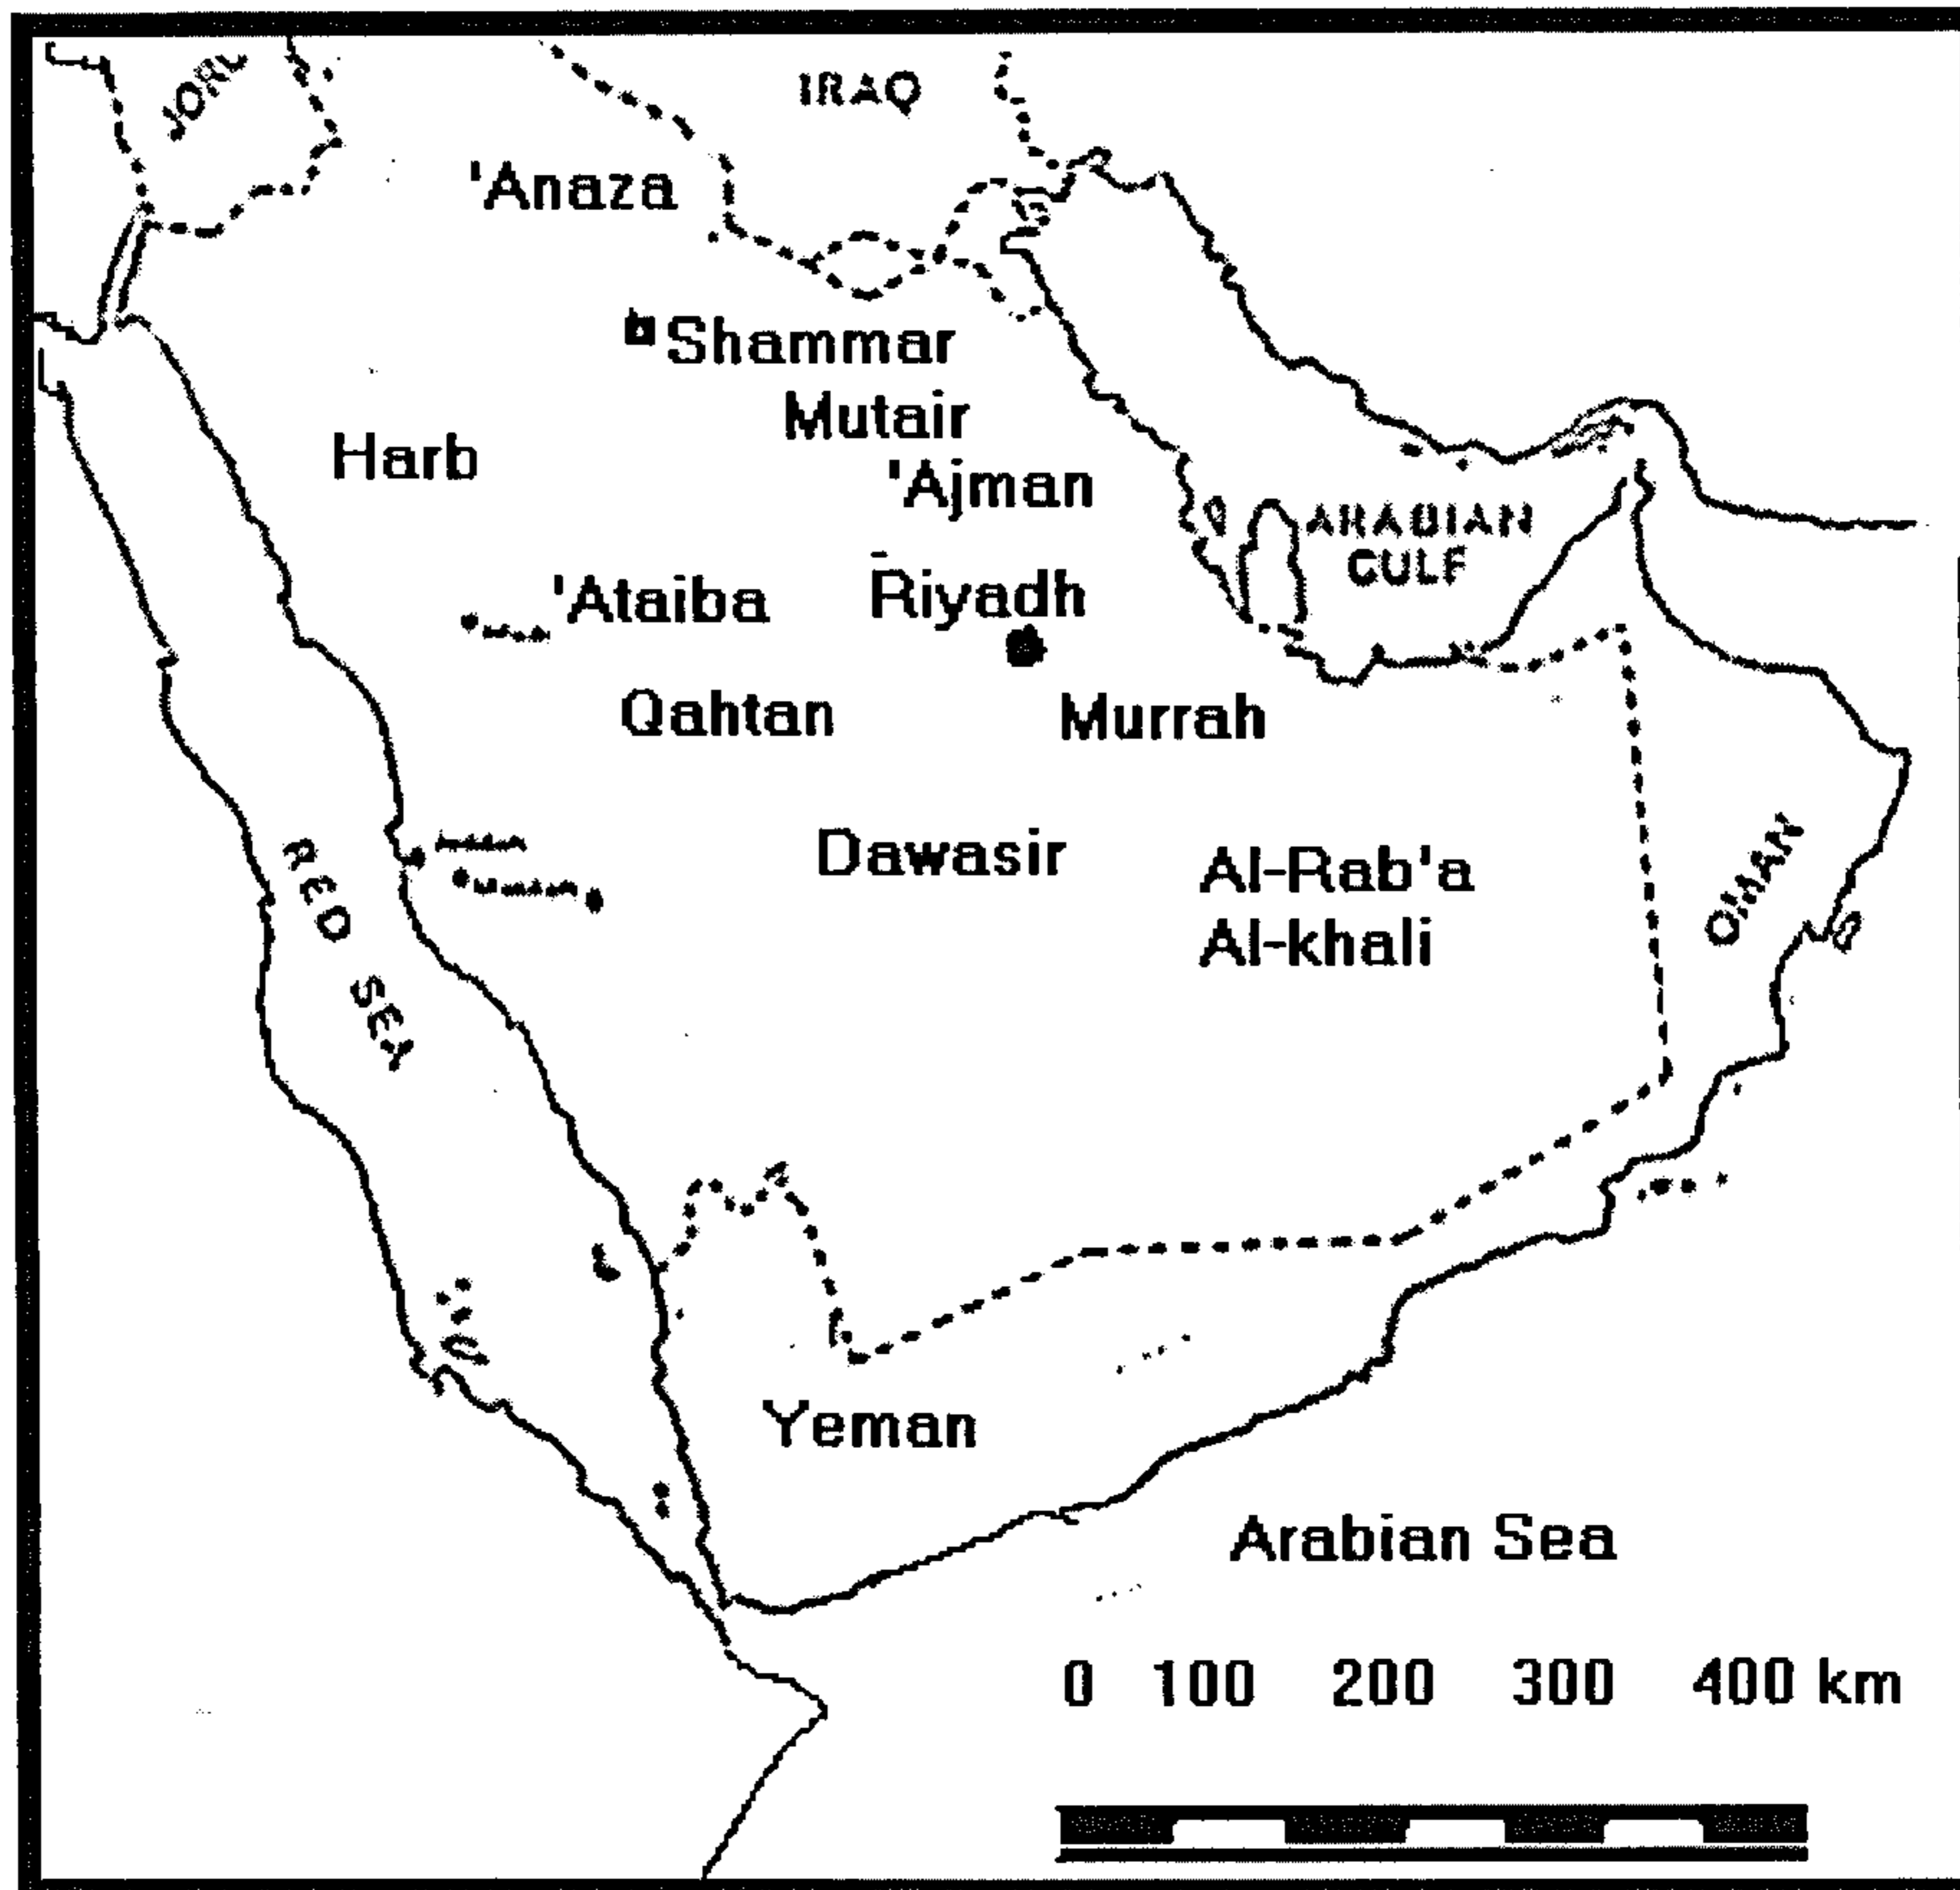 IRAQ
'Anaza
Shammar
Mutair
Harb
'Ajman
ARABIAN
GULF
'Ataiba
Riyadh
Qahtan
Murrah
RED SEY
Dawasir
Al-Rab'a
Al-khali
OMAN
Yeman
Arabian Sea
0 100 200 300 400 km